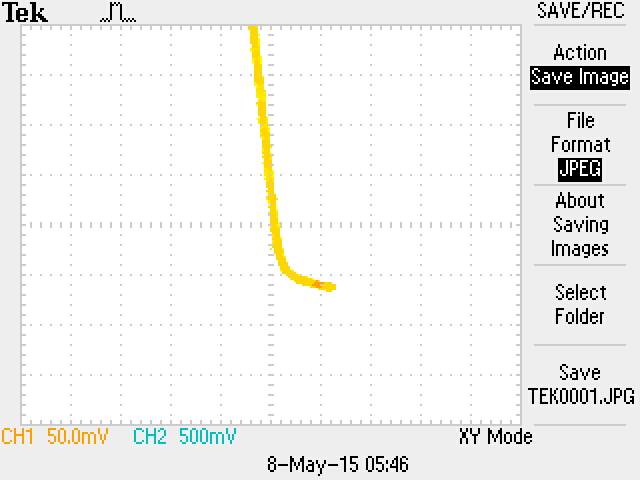 Tek
SAVE/REC
Action
Save Image
File
Format
JPEG
About
Saving
Images
Select
Folder
Save
TEK0001.JPG
CH1 50.0mV CH2 500mV XY Mode
8-May-15 05:46